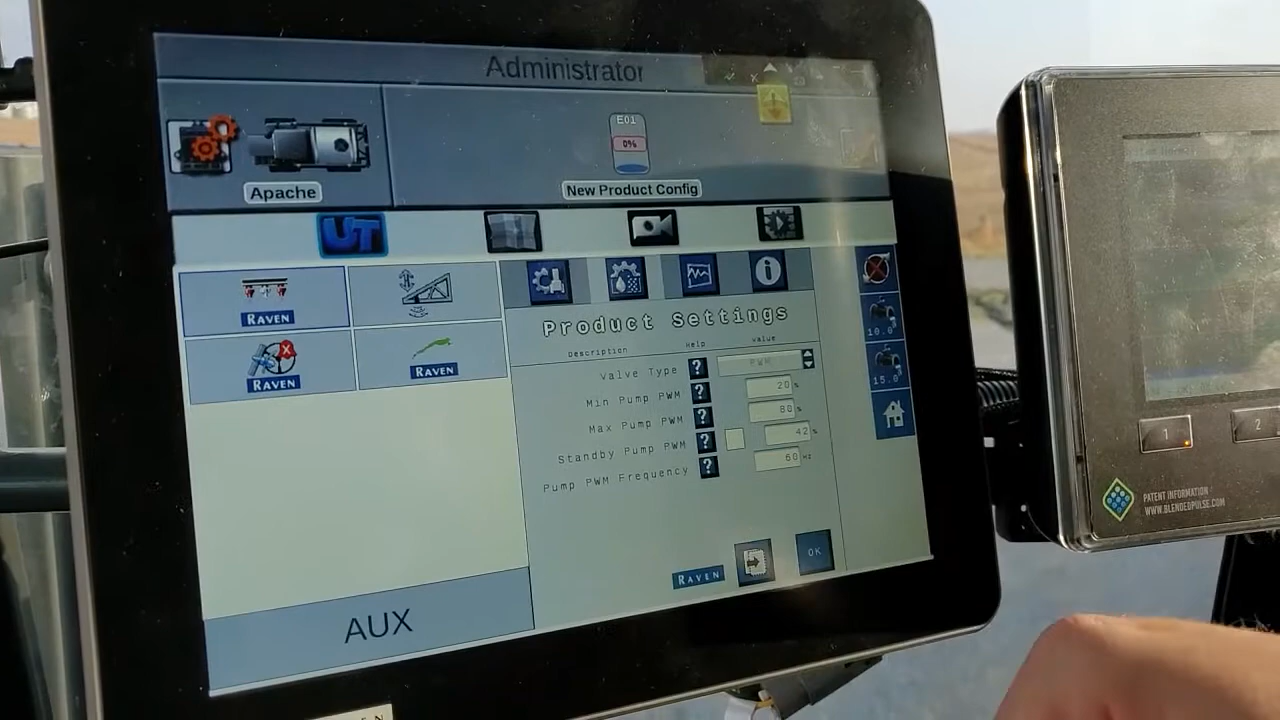 Administrator
E01
0%
Apache
New Product Config
UT
RAVEN
RAVEN
RAVEN
Product Settings
Description Help Value
Valve Type ? PWM
Min Pump PWM ? 20 %
Max Pump PWM ? 80 %
Standby Pump PWM ? 42 %
Pump PWM Frequency ? 60 Hz
10.0
15.0
RAVEN
OK
AUX
1
2
PATENT INFORMATION
WWW.BLENDEDPULSE.COM